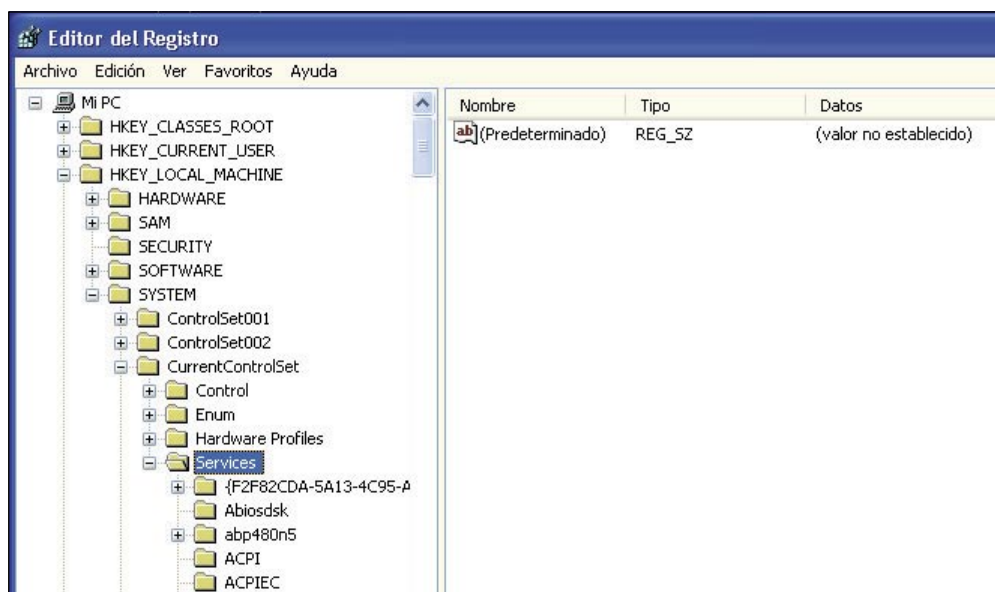 Editor del Registro
Archivo Edición Ver Favoritos Ayuda
Mi PC
HKEY_CLASSES_ROOT
HKEY_CURRENT_USER
HKEY_LOCAL_MACHINE
HARDWARE
SAM
SECURITY
SOFTWARE
SYSTEM
ControlSet001
ControlSet002
CurrentControlSet
Control
Enum
Hardware Profiles
Services
{F2F82CDA-5A13-4C95-A
Abiosdsk
abp480n5
ACPI
ACPIEC
Nombre Tipo Datos
ab (Predeterminado) REG_SZ (valor no establecido)